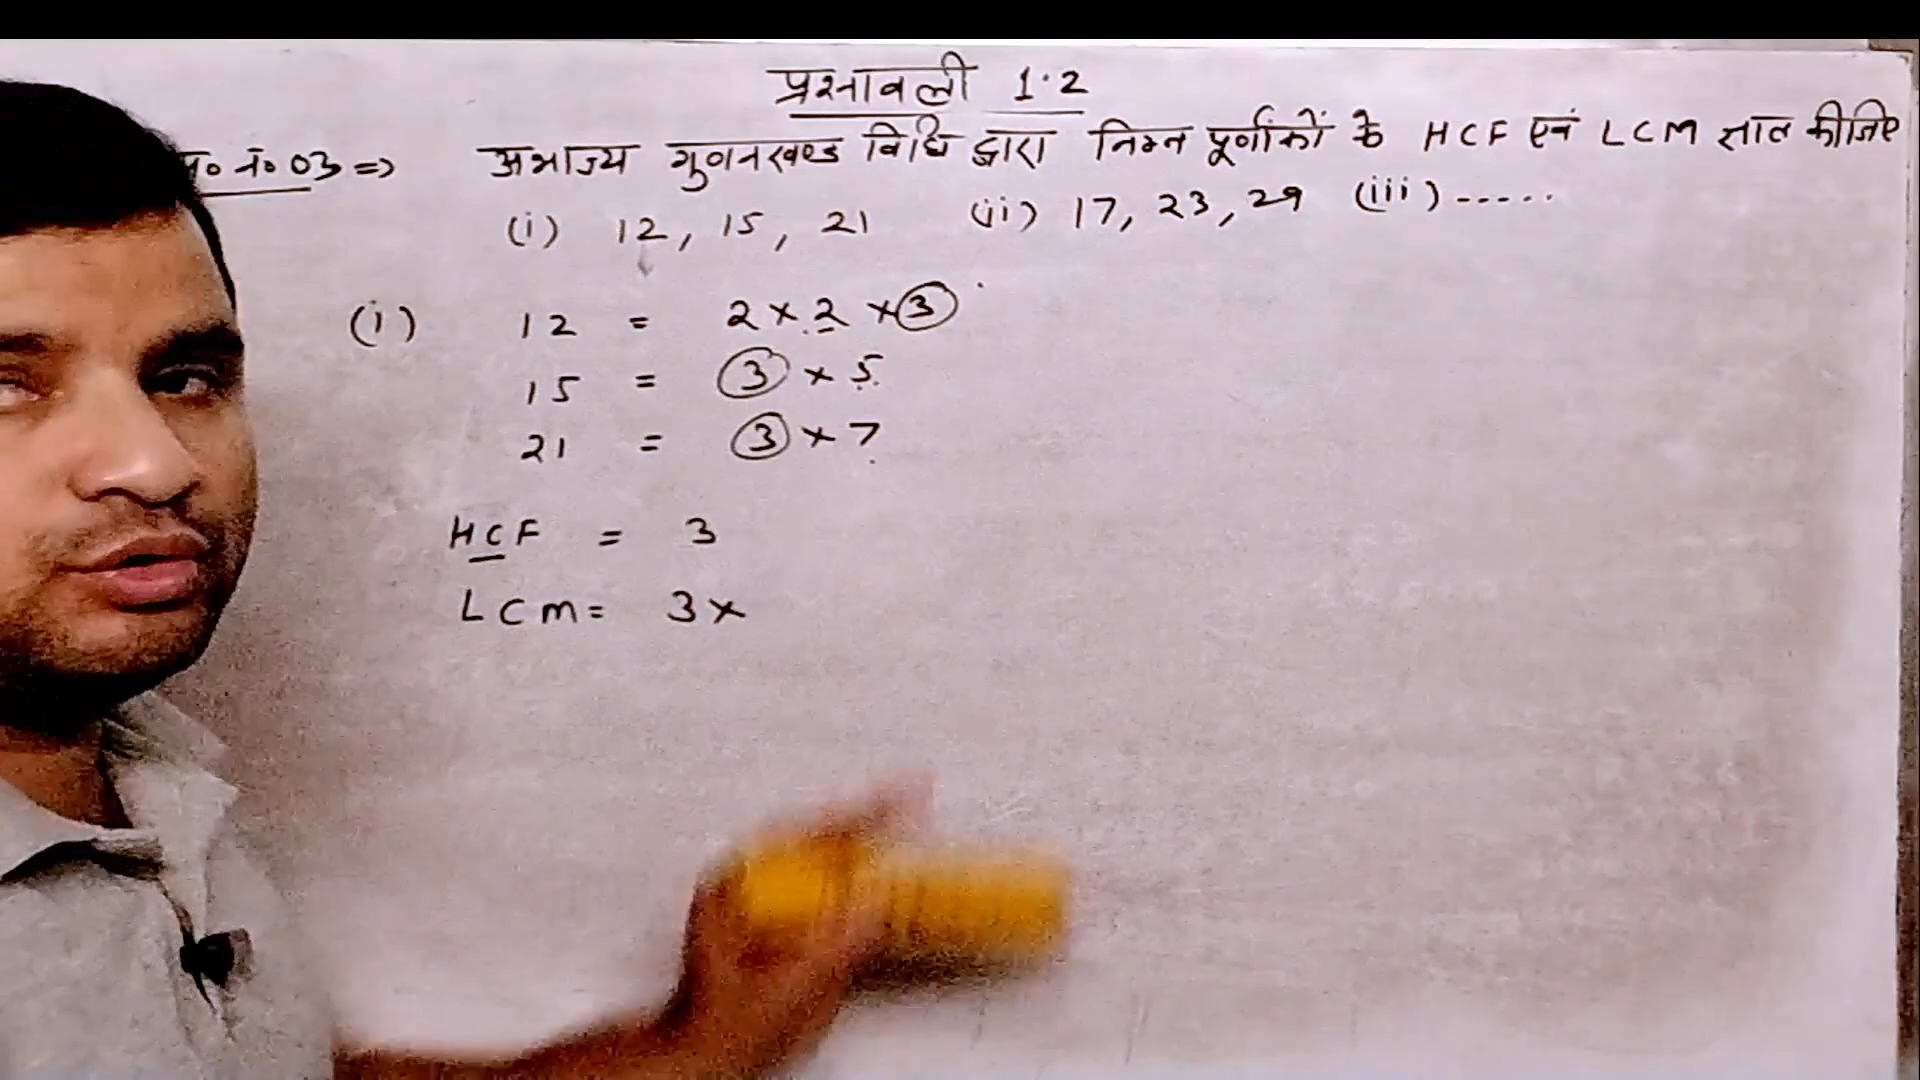 प्रश्नावली 1.2
प्र० नं० 03 => अभाज्य गुणनखण्ड विधि द्वारा निम्न पूर्णांकों के HCF एवं LCM ज्ञात कीजिए
(i) 12, 15, 21 (ii) 17, 23, 29 (iii) -----
(i) 12 = 2 × 2 × 3
15 = 3 × 5
21 = 3 × 7
HCF = 3
LCM = 3 ×